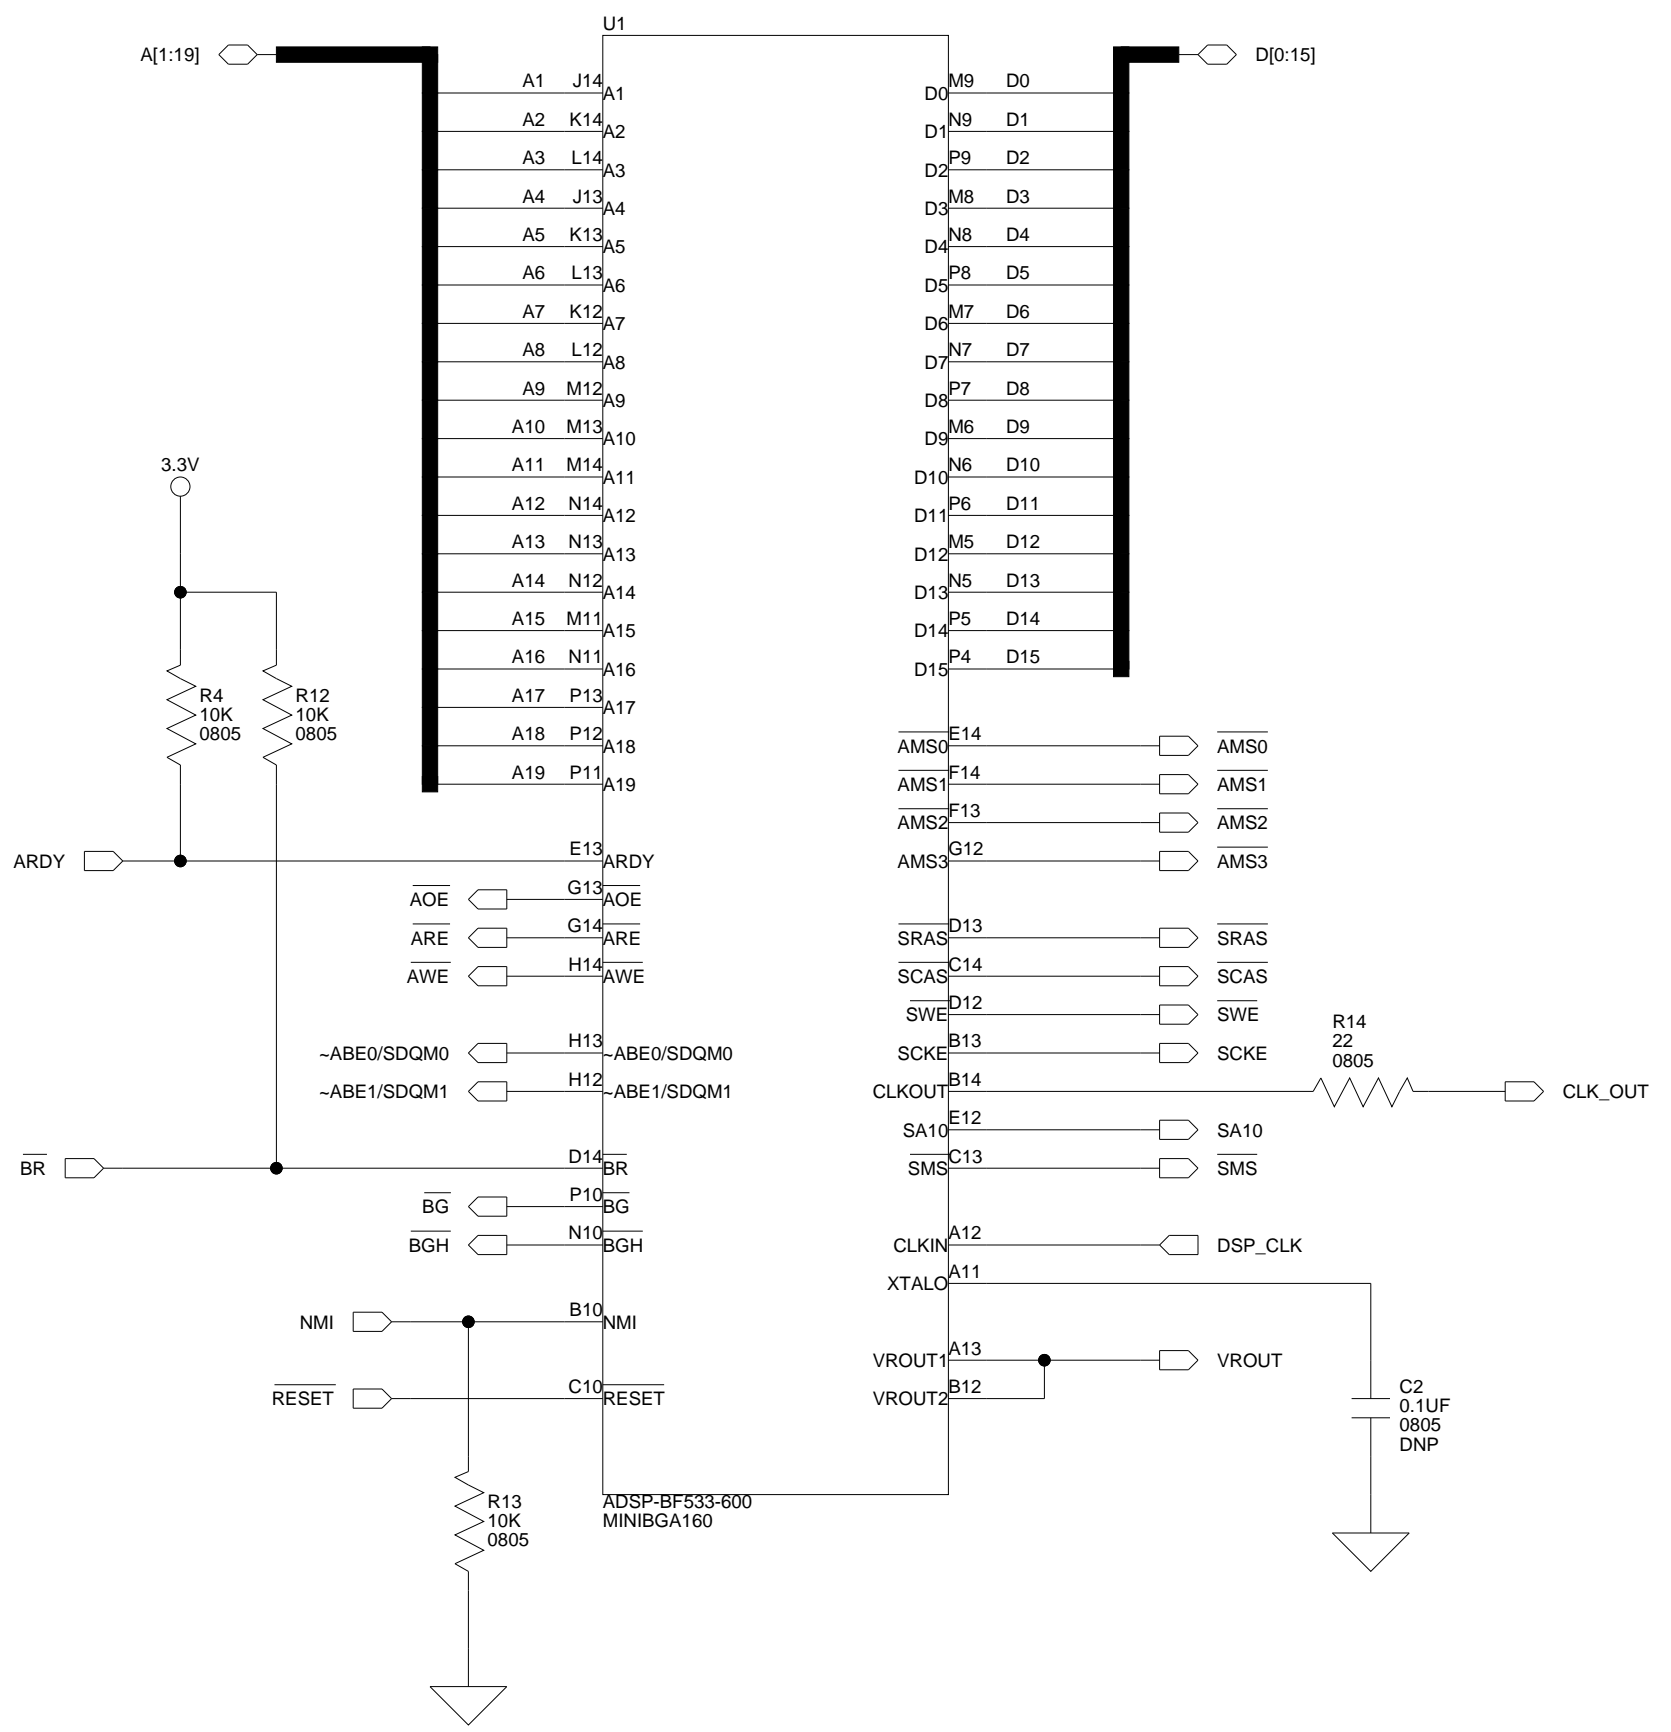 U1
A[1:19]
D[0:15]
A1 J14 A1 D0 M9 D0
A2 K14 A2 D1 N9 D1
A3 L14 A3 D2 P9 D2
A4 J13 A4 D3 M8 D3
A5 K13 A5 D4 N8 D4
A6 L13 A6 D5 P8 D5
A7 K12 A7 D6 M7 D6
A8 L12 A8 D7 N7 D7
A9 M12 A9 D8 P7 D8
A10 M13 A10 D9 M6 D9
A11 M14 A11 D10 N6 D10
A12 N14 A12 D11 P6 D11
A13 N13 A13 D12 M5 D12
A14 N12 A14 D13 N5 D13
A15 M11 A15 D14 P5 D14
A16 N11 A16 D15 P4 D15
A17 P13 A17
A18 P12 A18 AMS0 E14 AMS0
A19 P11 A19 AMS1 F14 AMS1
AMS2 F13 AMS2
3.3V
R4
10K
0805
R12
10K
0805
ARDY E13 ARDY AMS3 G12 AMS3
AOE G13 AOE
ARE G14 ARE SRAS D13 SRAS
AWE H14 AWE SCAS C14 SCAS
SWE D12 SWE
~ABE0/SDQM0 H13 ~ABE0/SDQM0 SCKE B13 SCKE
R14
22
0805
~ABE1/SDQM1 H12 ~ABE1/SDQM1 CLKOUT B14 CLK_OUT
SA10 E12 SA10
BR D14 BR SMS C13 SMS
BG P10 BG
BGH N10 BGH CLKIN A12 DSP_CLK
XTALO A11
NMI B10 NMI
VROUT1 A13 VROUT
RESET C10 RESET VROUT2 B12
C2
0.1UF
0805
DNP
R13
10K
0805
ADSP-BF533-600
MINIBGA160